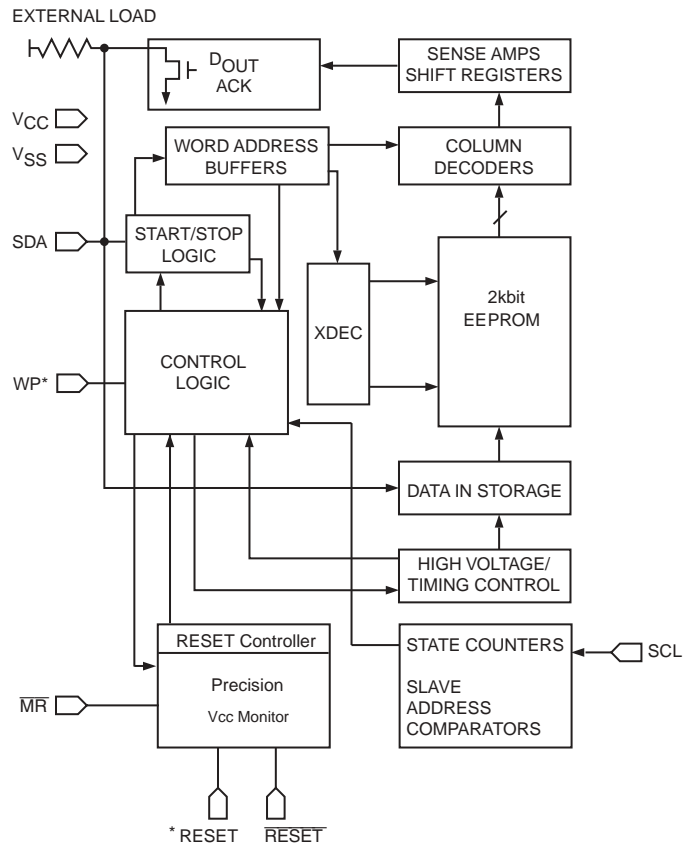 EXTERNAL LOAD
DOUT
ACK
SENSE AMPS
SHIFT REGISTERS
VCC
VSS
WORD ADDRESS
BUFFERS
COLUMN
DECODERS
SDA
START/STOP
LOGIC
XDEC
2kbit
EEPROM
WP*
CONTROL
LOGIC
DATA IN STORAGE
HIGH VOLTAGE/
TIMING CONTROL
RESET Controller
Precision
Vcc Monitor
STATE COUNTERS
SLAVE
ADDRESS
COMPARATORS
SCL
MR
* RESET
RESET